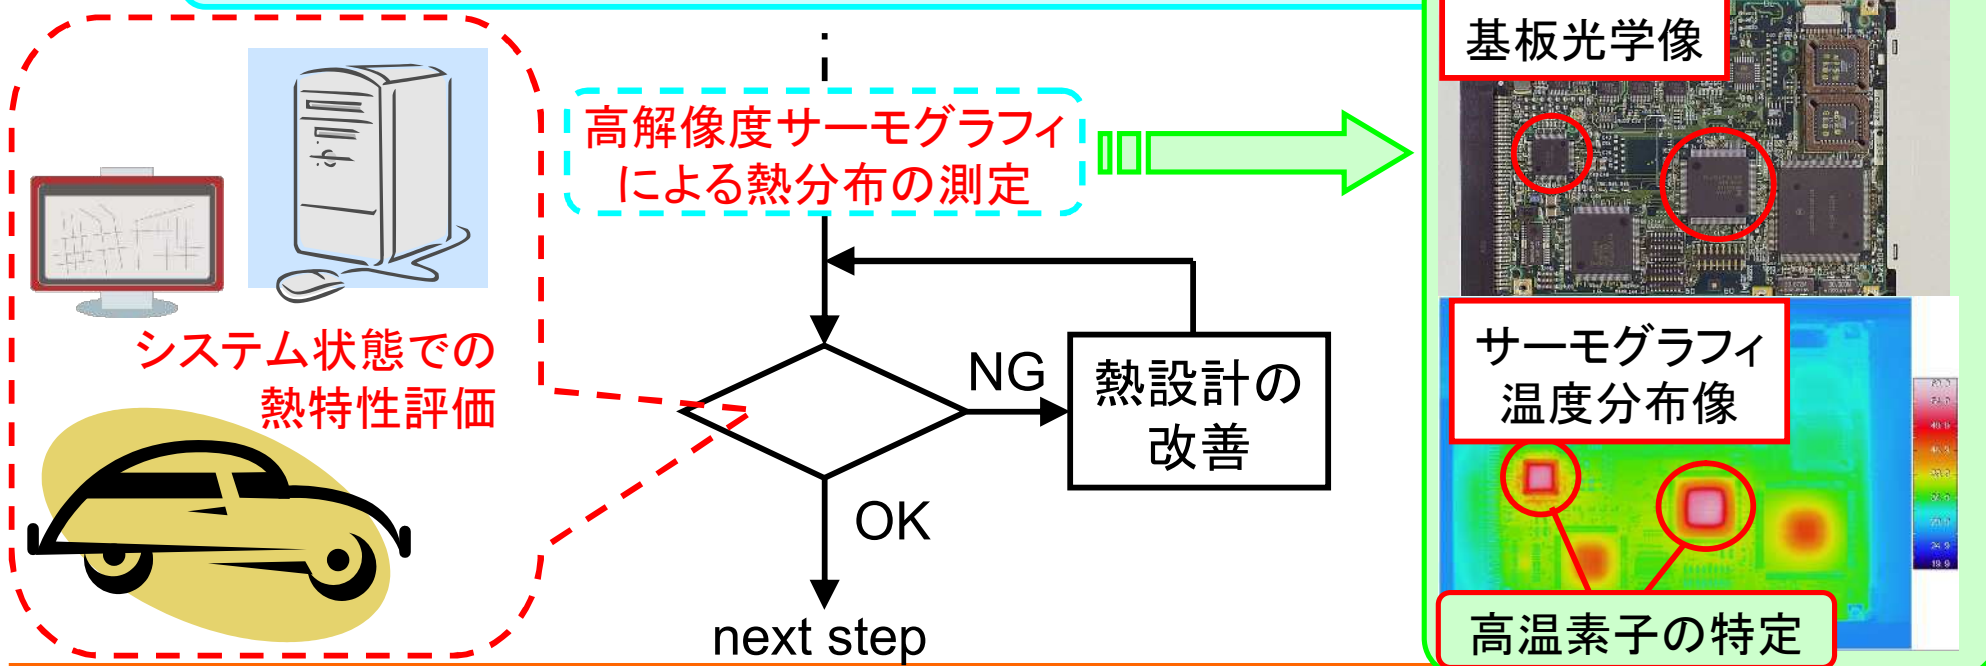 基板光学像
高解像度サーモグラフィ
による熱分布の測定
システム状態での
熱特性評価
NG
熱設計の
改善
OK
next step
サーモグラフィ
温度分布像
高温素子の特定